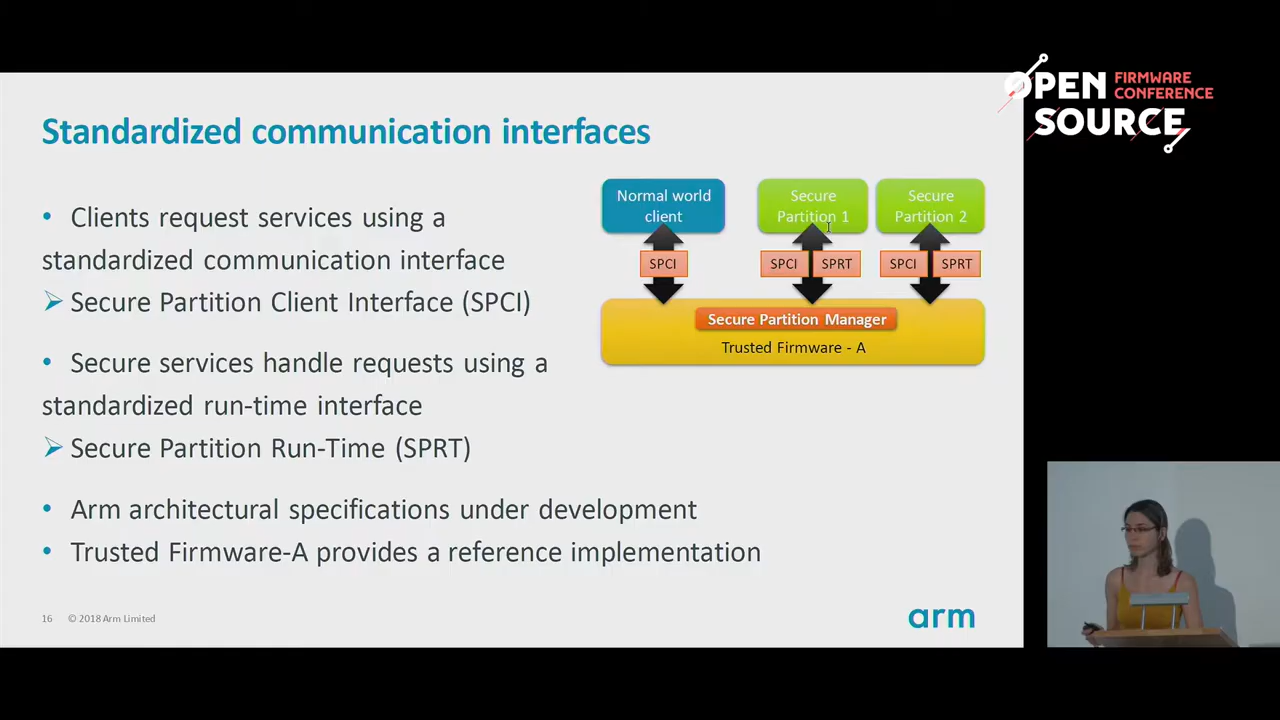 OPEN FIRMWARE
CONFERENCE
SOURCE
Standardized communication interfaces
• Clients request services using a
standardized communication interface
➢ Secure Partition Client Interface (SPCI)
• Secure services handle requests using a
standardized run-time interface
➢ Secure Partition Run-Time (SPRT)
• Arm architectural specifications under development
• Trusted Firmware-A provides a reference implementation
Normal world
client
Secure
Partition 1
Secure
Partition 2
SPCI
SPCI
SPRT
SPCI
SPRT
Secure Partition Manager
Trusted Firmware - A
16 © 2018 Arm Limited
arm